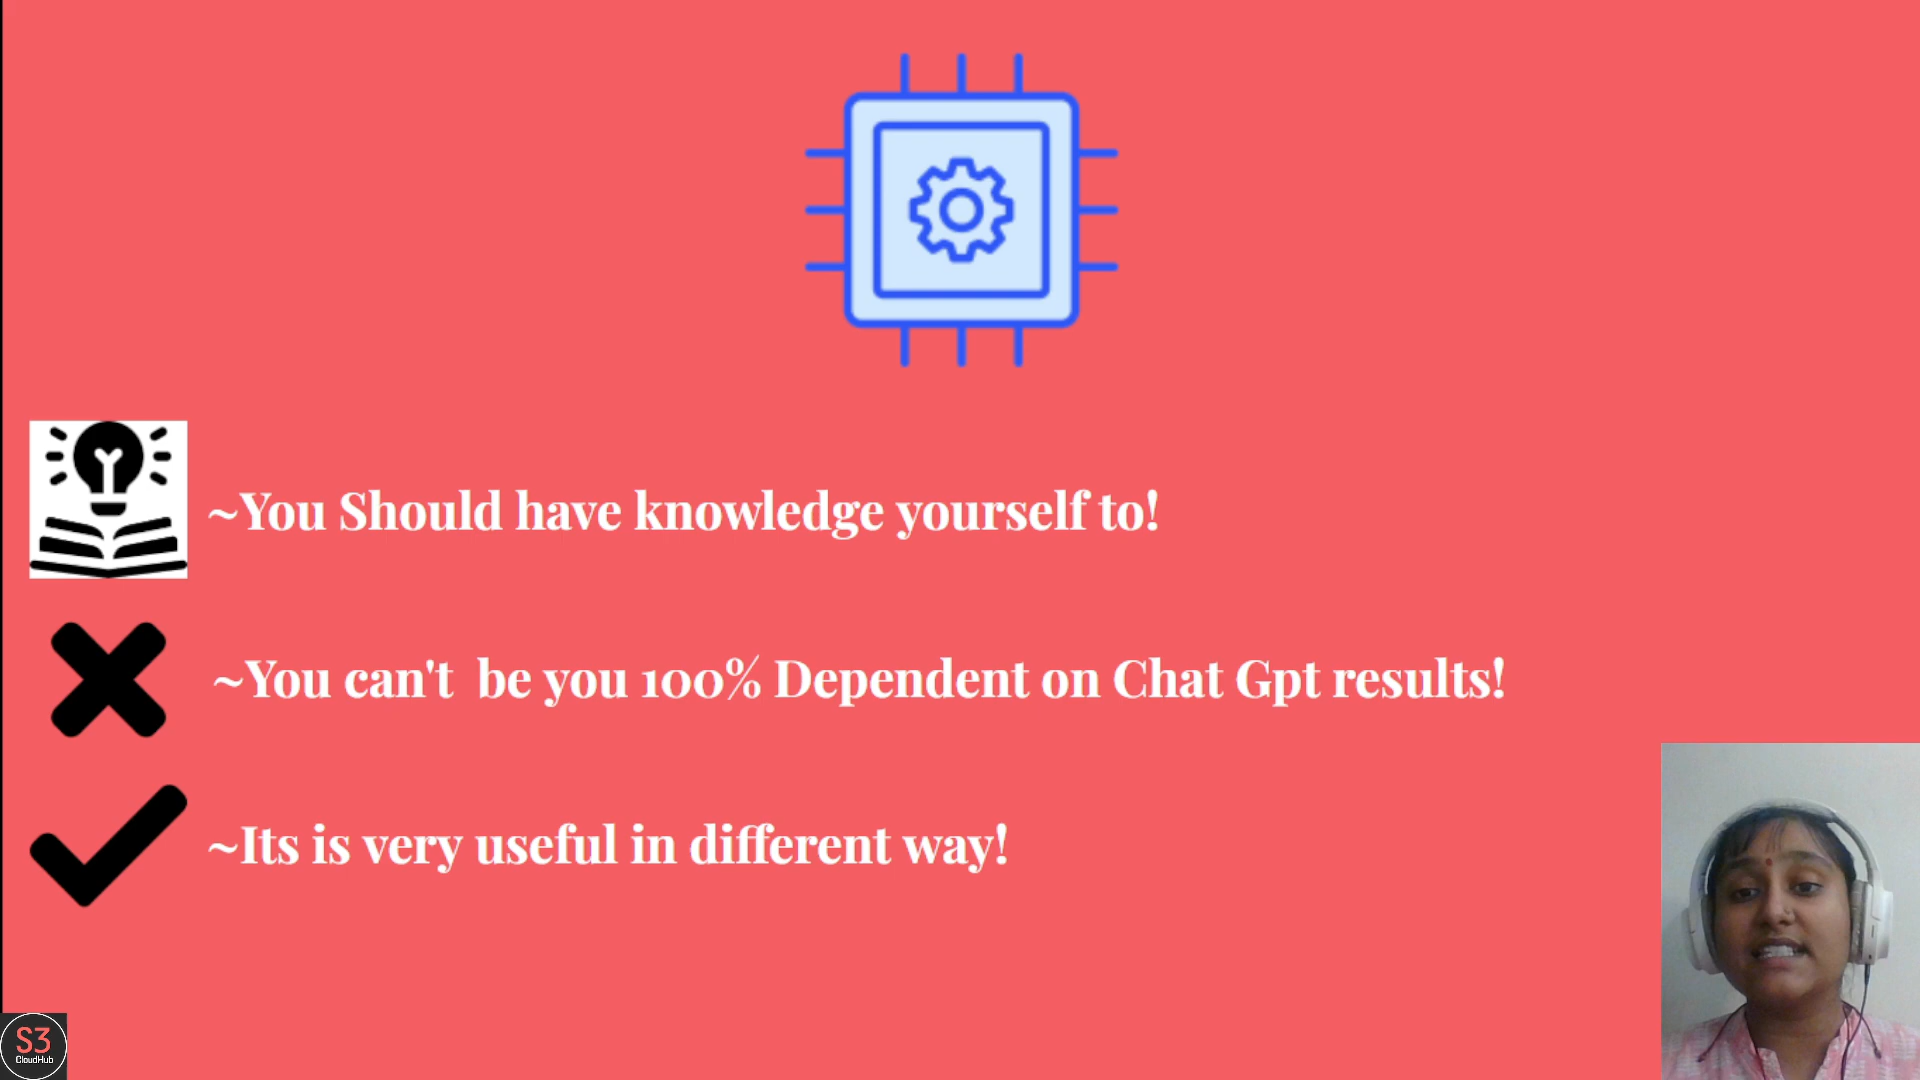 ~You Should have knowledge yourself to!
~You can't  be you 100% Dependent on Chat Gpt results!
~Its is very useful in different way!
S3
CloudHub